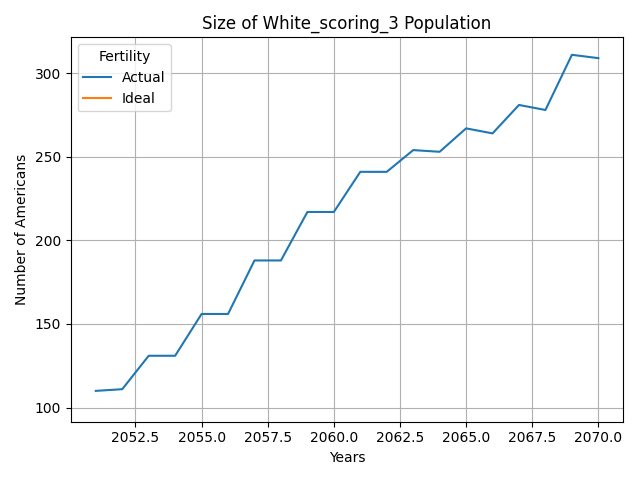 Size of White_scoring_3 Population
Fertility
Actual
Ideal
Number of Americans
300
250
200
150
100
2052.5 2055.0 2057.5 2060.0 2062.5 2065.0 2067.5 2070.0
Years